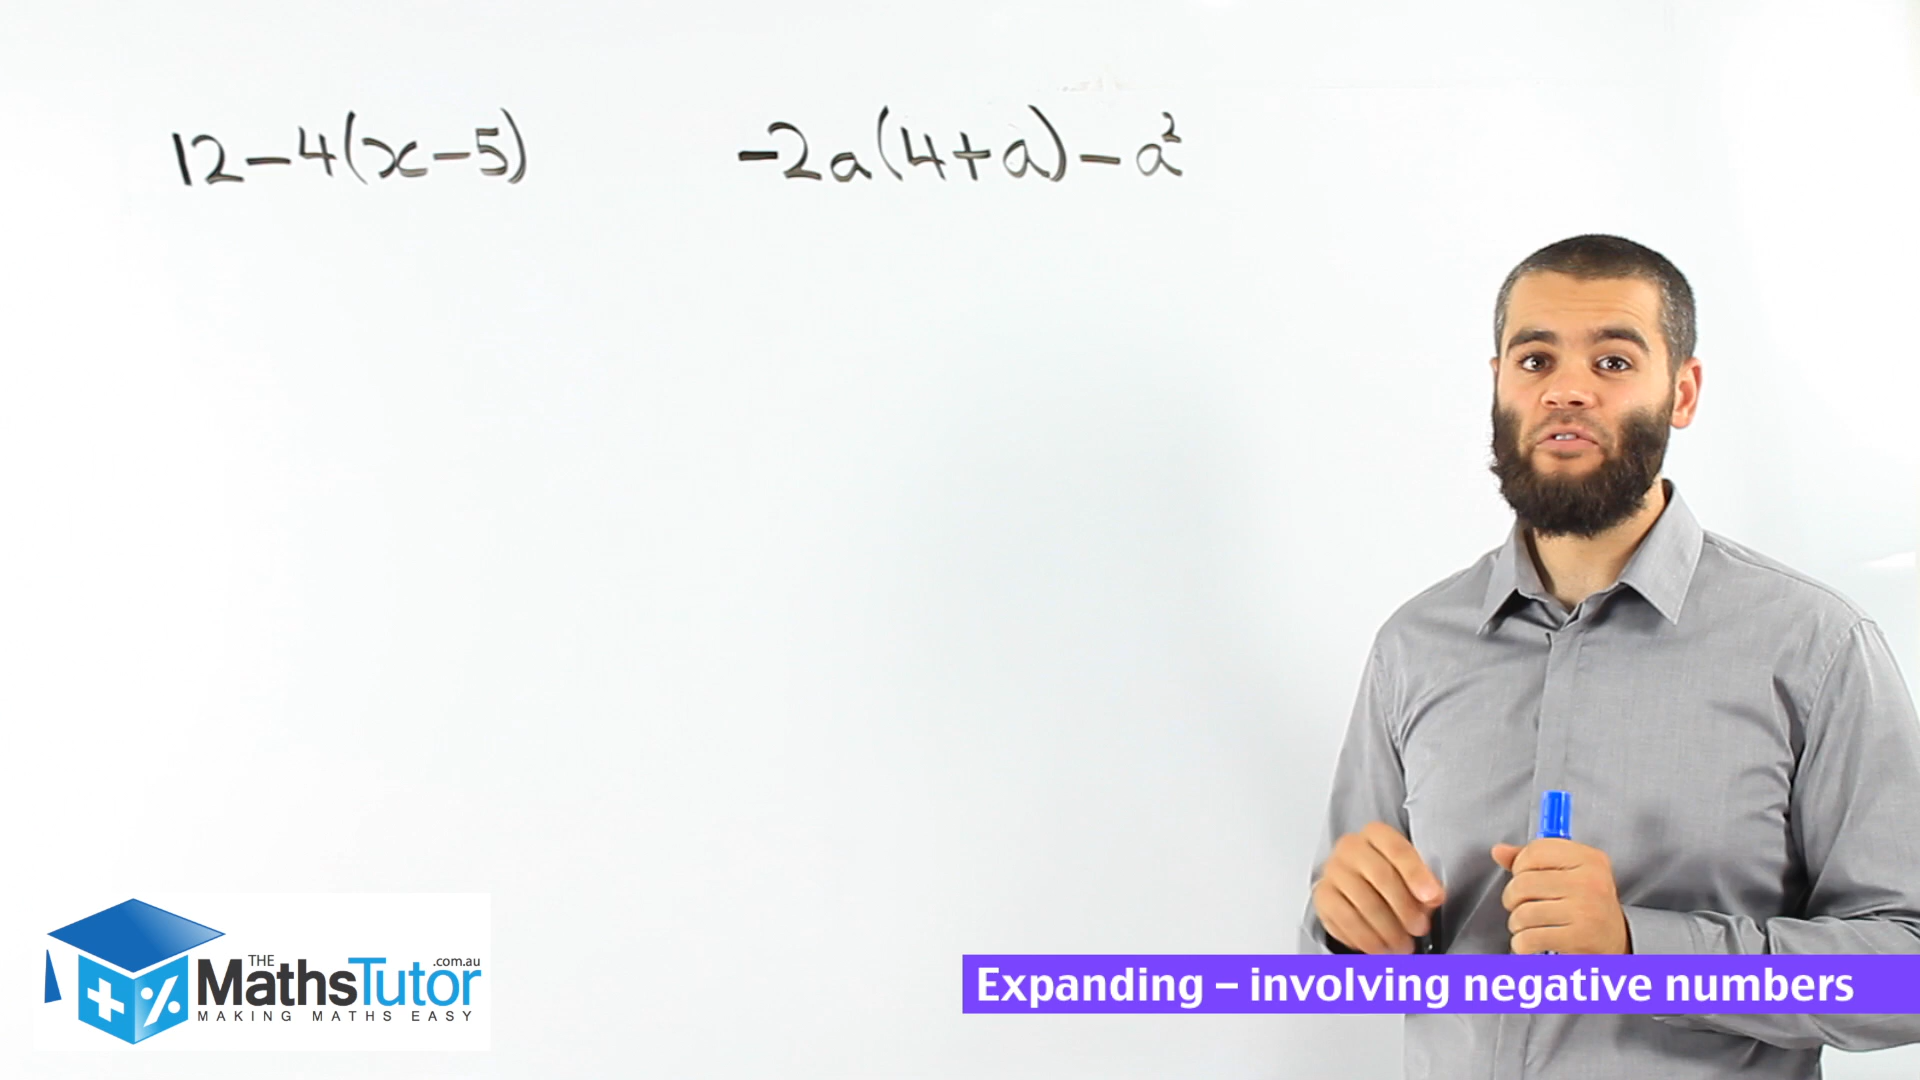 12 – 4(x – 5)
–2a(4 + a) – a²
THE
MathsTutor
.com.au
MAKING MATHS EASY
Expanding – involving negative numbers